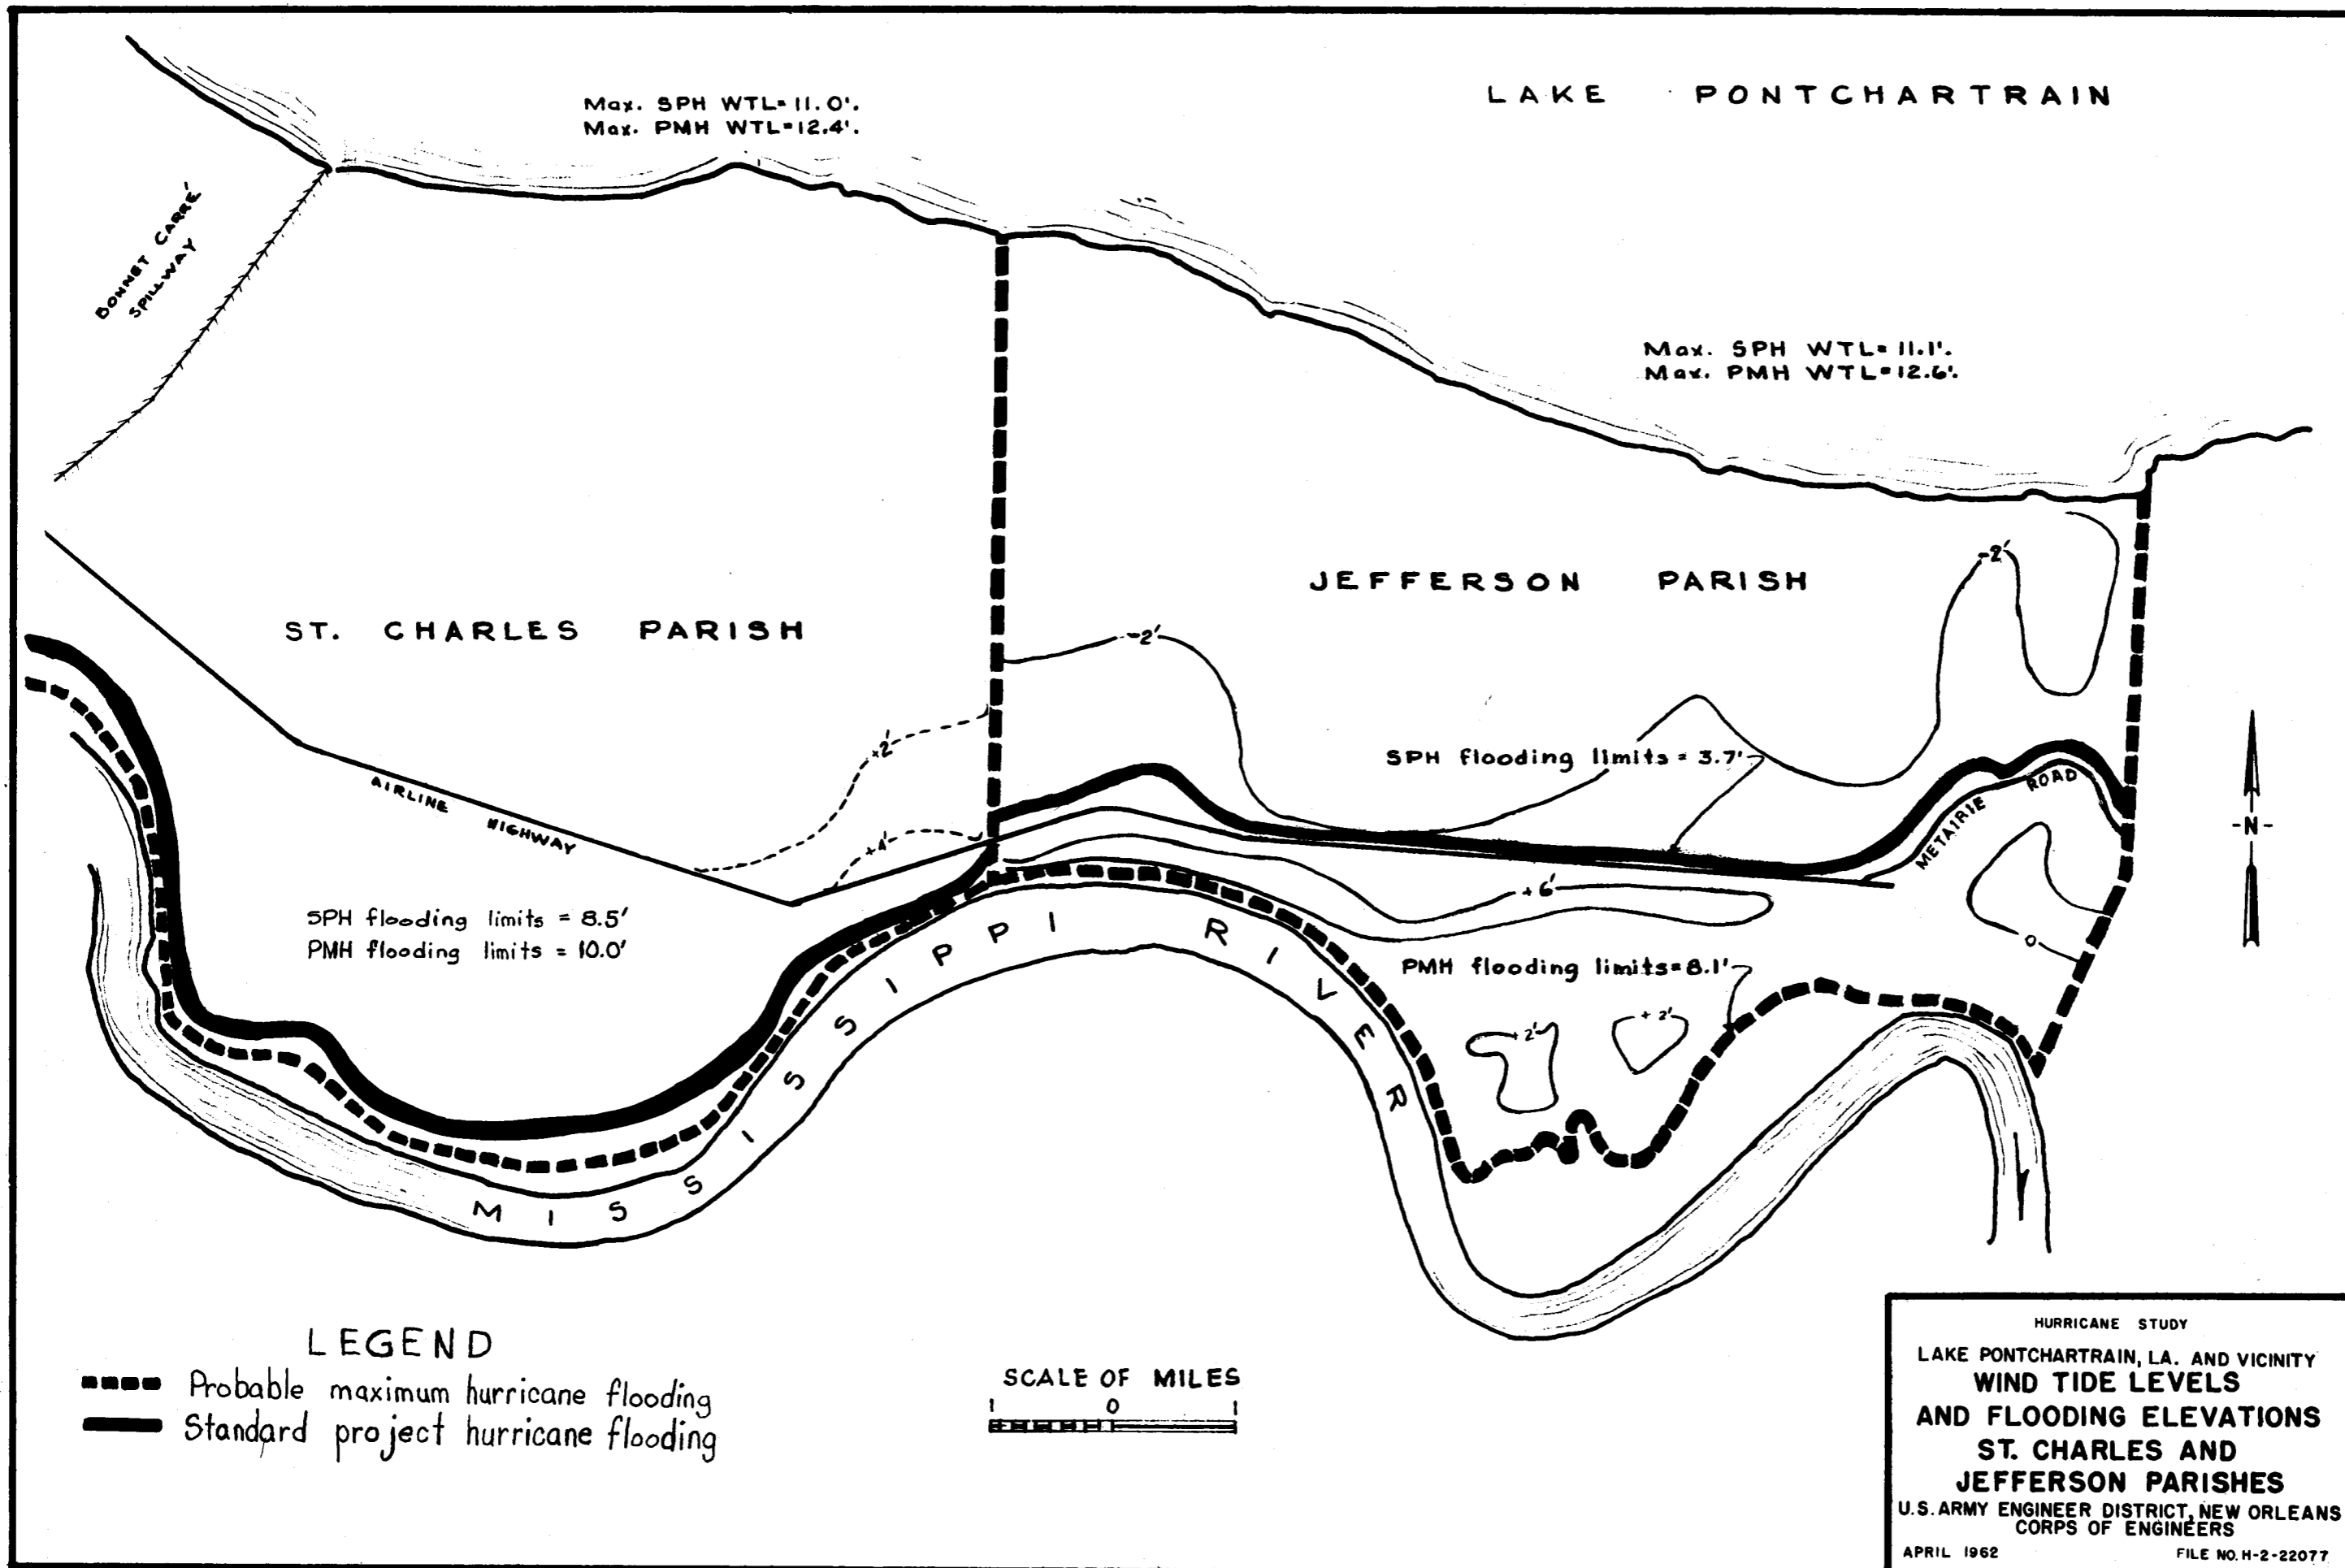 LAKE PONTCHARTRAIN
Max. SPH WTL=11.0'.
Max. PMH WTL=12.4'.
BONNET CARRÉ
SPILLWAY
Max. SPH WTL=11.1'.
Max. PMH WTL=12.6'.
-2'
JEFFERSON PARISH
ST. CHARLES PARISH
-2'
+2'
SPH flooding limits = 3.7'
AIRLINE HIGHWAY
METAIRIE ROAD
-N-
+4'
+6'
SPH flooding limits = 8.5'
PMH flooding limits = 10.0'
0
PMH flooding limits=8.1'
+2'
+2'
MISSISSIPPI RIVER
LEGEND
Probable maximum hurricane flooding
Standard project hurricane flooding
SCALE OF MILES
1 0 1
HURRICANE STUDY
LAKE PONTCHARTRAIN, LA. AND VICINITY
WIND TIDE LEVELS
AND FLOODING ELEVATIONS
ST. CHARLES AND
JEFFERSON PARISHES
U.S. ARMY ENGINEER DISTRICT, NEW ORLEANS
CORPS OF ENGINEERS
APRIL 1962 FILE NO. H-2-22077